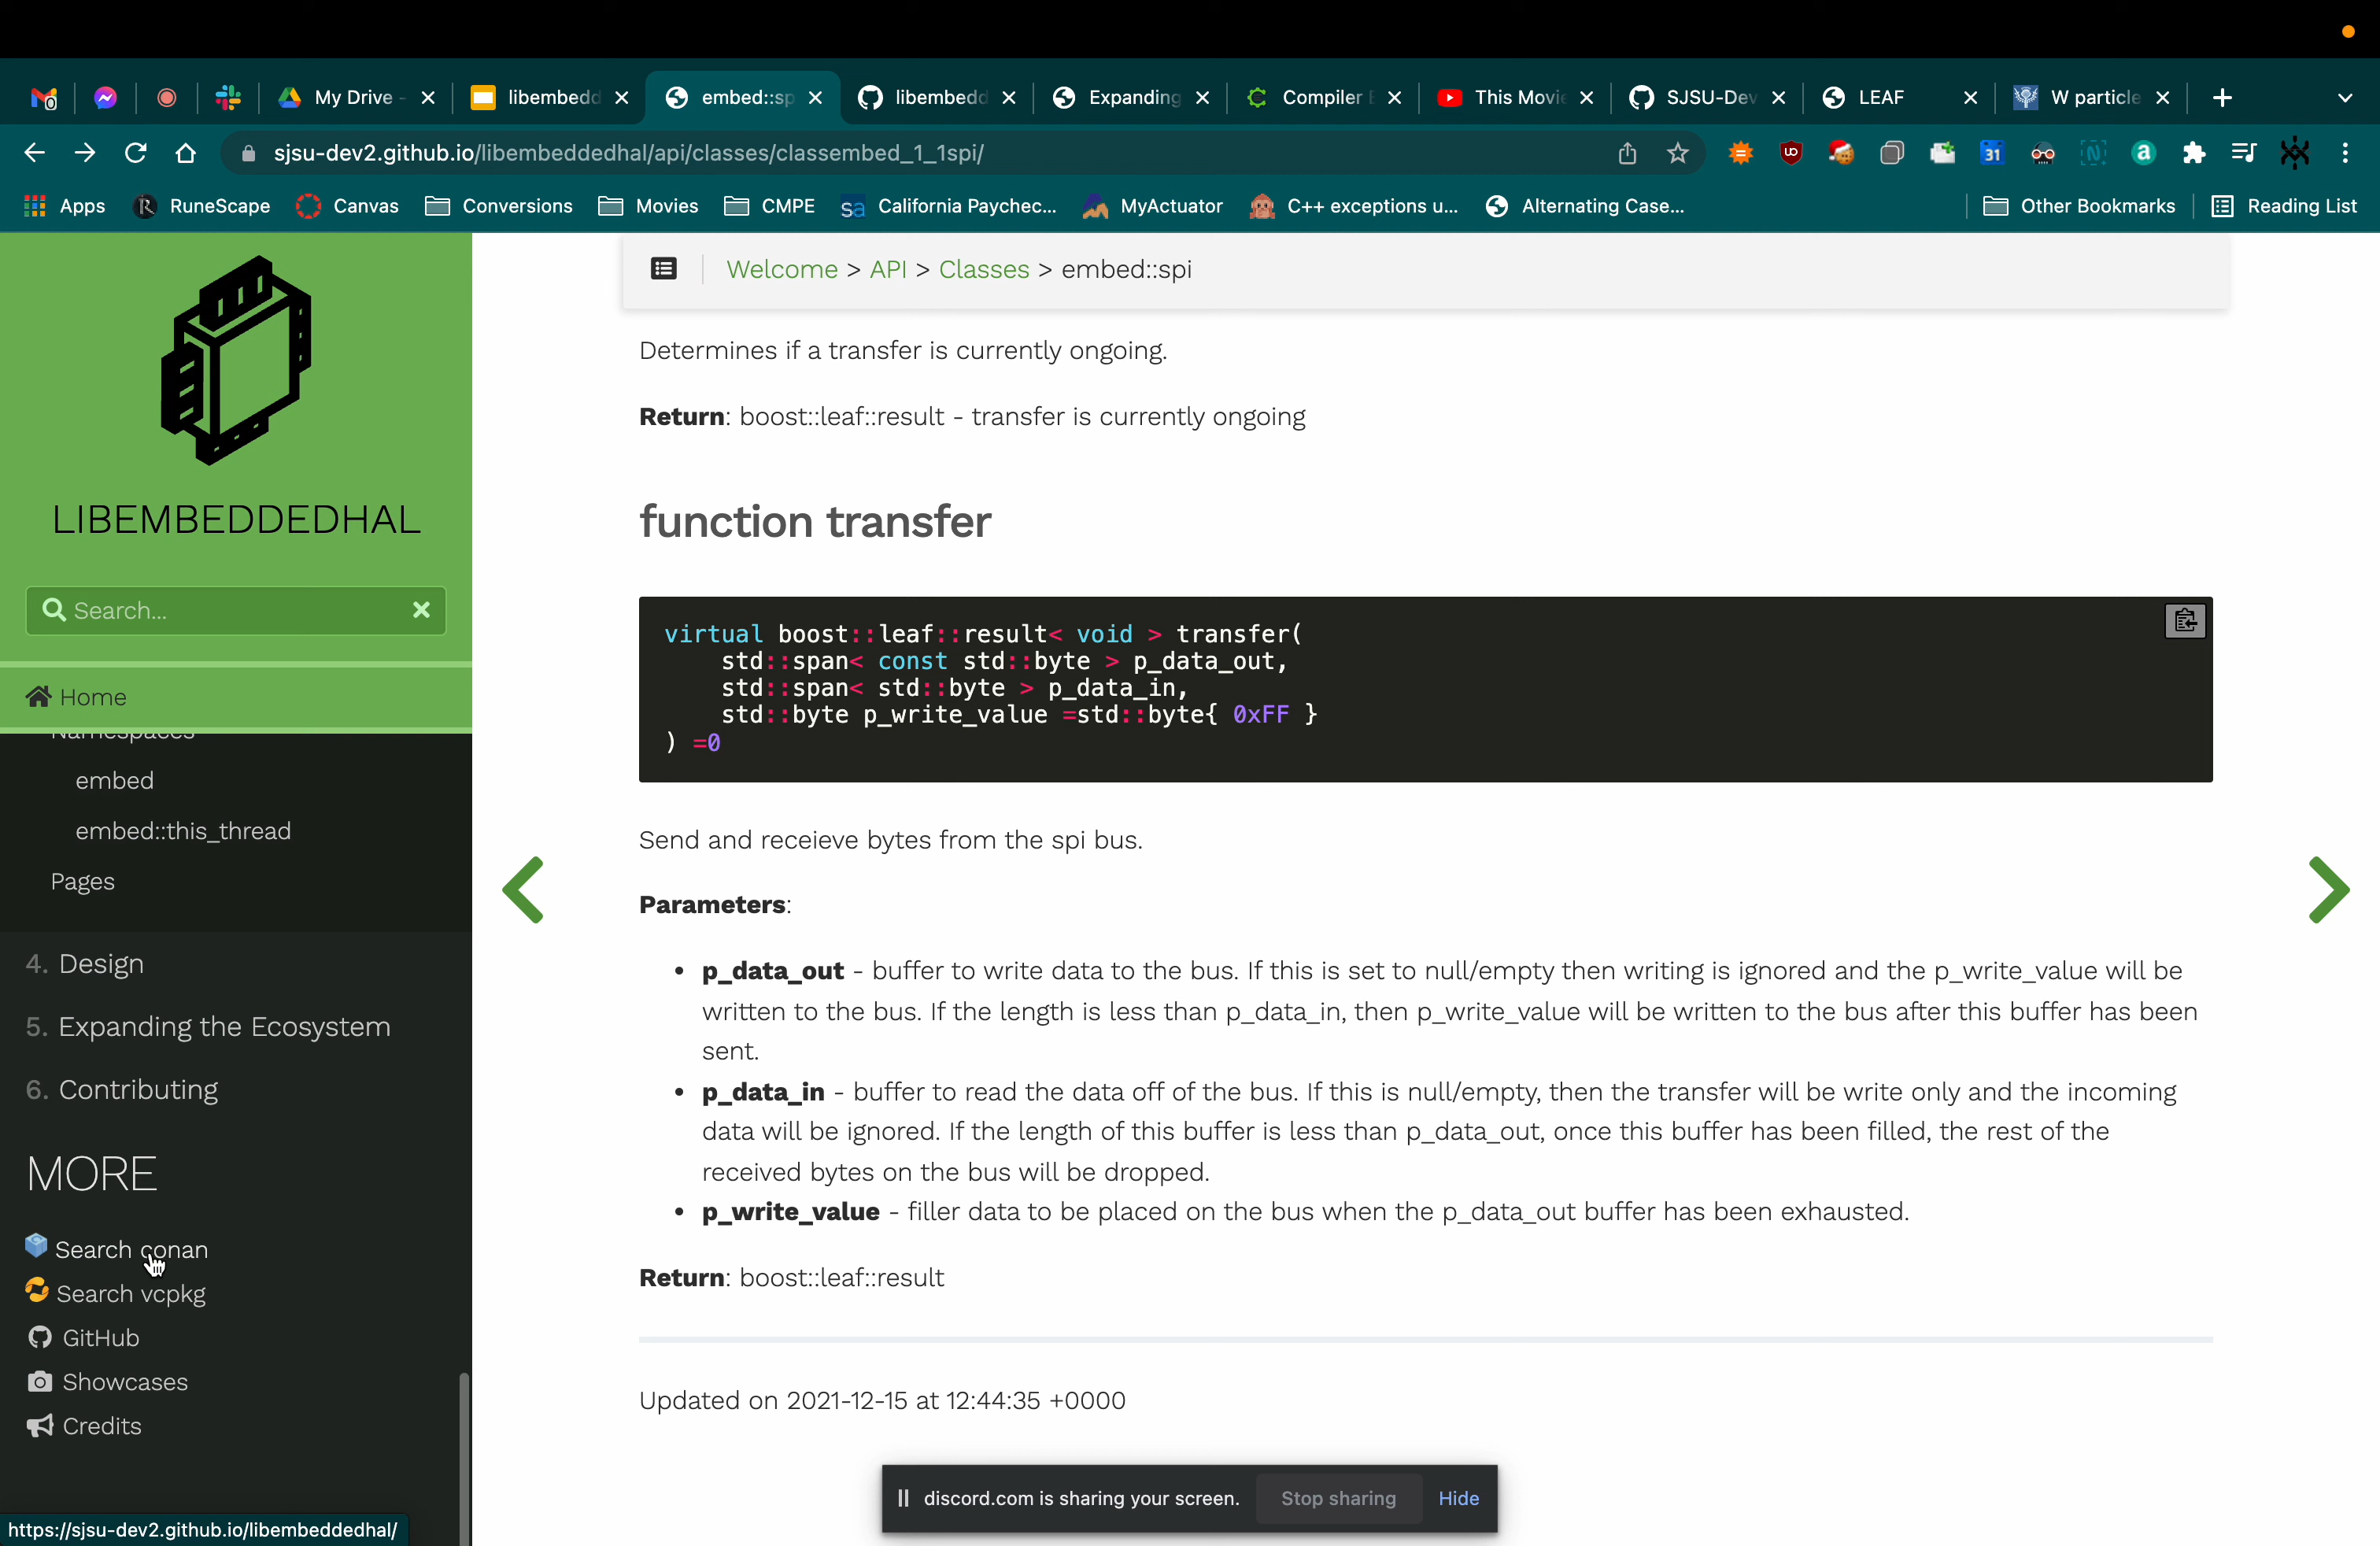 My Drive -
libembedd
embed::sp
libembedd
Expanding
Compiler E
This Movie
SJSU-Dev
LEAF
W particle
sjsu-dev2.github.io/libembeddedhal/api/classes/classembed_1_1spi/
Apps
RuneScape
Canvas
Conversions
Movies
CMPE
California Paychec...
MyActuator
C++ exceptions u...
Alternating Case...
Other Bookmarks
Reading List
LIBEMBEDDEDHAL
Search...
Home
Namespaces
embed
embed::this_thread
Pages
4. Design
5. Expanding the Ecosystem
6. Contributing
MORE
Search conan
Search vcpkg
GitHub
Showcases
Credits
https://sjsu-dev2.github.io/libembeddedhal/
Welcome > API > Classes > embed::spi
Determines if a transfer is currently ongoing.
Return: boost::leaf::result - transfer is currently ongoing
function transfer
virtual boost::leaf::result< void > transfer(
    std::span< const std::byte > p_data_out,
    std::span< std::byte > p_data_in,
    std::byte p_write_value =std::byte{ 0xFF }
) =0
Send and receieve bytes from the spi bus.
Parameters:
• p_data_out - buffer to write data to the bus. If this is set to null/empty then writing is ignored and the p_write_value will be
written to the bus. If the length is less than p_data_in, then p_write_value will be written to the bus after this buffer has been
sent.
• p_data_in - buffer to read the data off of the bus. If this is null/empty, then the transfer will be write only and the incoming
data will be ignored. If the length of this buffer is less than p_data_out, once this buffer has been filled, the rest of the
received bytes on the bus will be dropped.
• p_write_value - filler data to be placed on the bus when the p_data_out buffer has been exhausted.
Return: boost::leaf::result
Updated on 2021-12-15 at 12:44:35 +0000
discord.com is sharing your screen.
Stop sharing
Hide